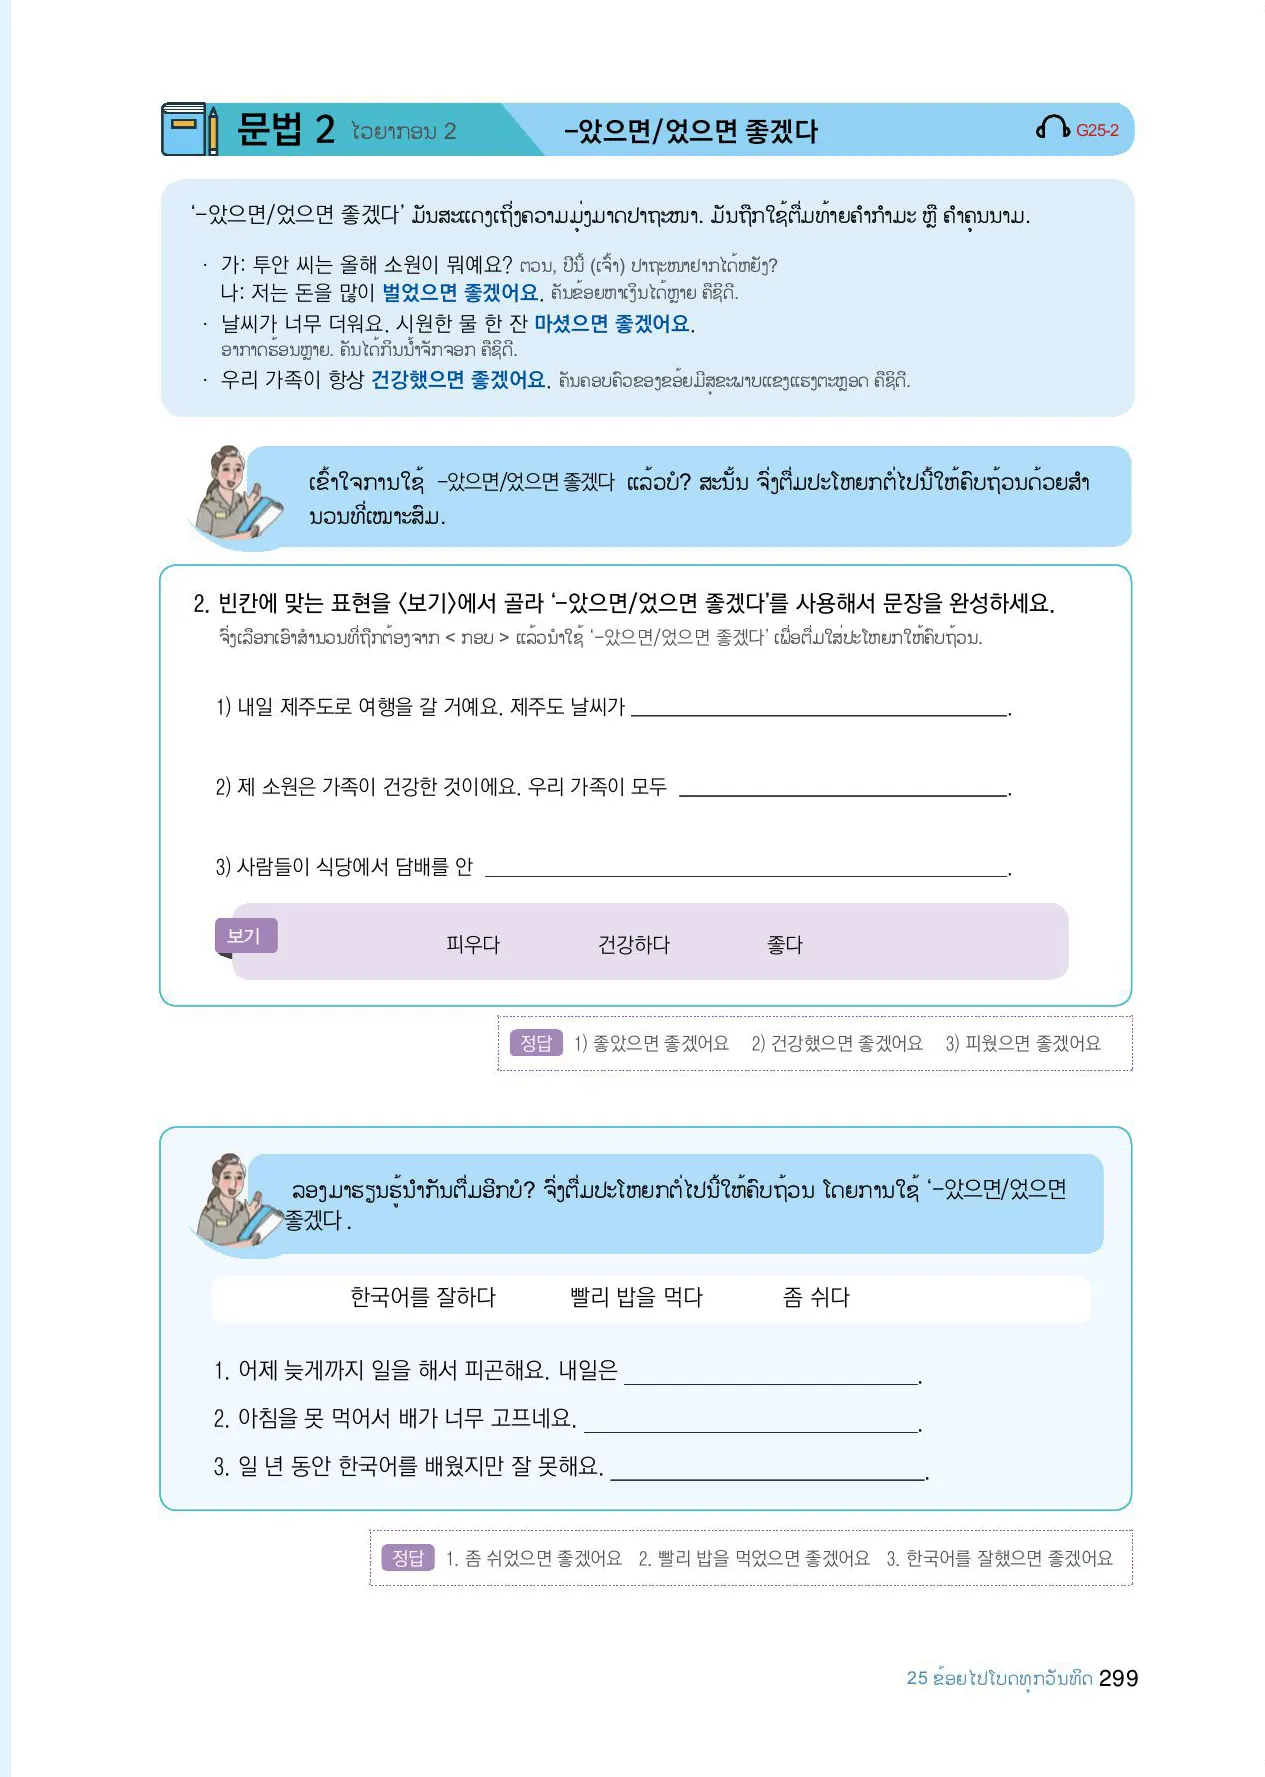 문법 2 ໄວຍາກອນ 2 -았으면/었으면 좋겠다 G25-2
‘-았으면/었으면 좋겠다’ ມັນສະແດງເຖິງຄວາມມຸ່ງມາດປາຖະໜາ. ມັນຖືກໃຊ້ຕື່ມທ້າຍຄຳກຳມະ ຫຼື ຄຳຄຸນນາມ.
· 가: 투안 씨는 올해 소원이 뭐예요? ຕວນ, ປີນີ້ (ເຈົ້າ) ປາຖະໜາຢາກໄດ້ຫຍັງ?
나: 저는 돈을 많이 벌었으면 좋겠어요. ຄັນຂ້ອຍຫາເງິນໄດ້ຫຼາຍ ຄືຊິດີ.
· 날씨가 너무 더워요. 시원한 물 한 잔 마셨으면 좋겠어요.
ອາກາດຮ້ອນຫຼາຍ. ຄັນໄດ້ກິນນ້ຳຈັກຈອກ ຄືຊິດີ.
· 우리 가족이 항상 건강했으면 좋겠어요. ຄັນຄອບຄົວຂອງຂອ້ຍມີສຸຂະພາບແຂງແຮງຕະຫຼອດ ຄືຊິດີ.
ເຂົ້າໃຈການໃຊ້ -았으면/었으면 좋겠다 ແລ້ວບໍ? ສະນັ້ນ ຈົ່ງຕື່ມປະໂຫຍກຕໍ່ໄປນີ້ໃຫ້ຄົບຖ້ວນດ້ວຍສຳ
ນວນທີ່ເໝາະສົມ.
2. 빈칸에 맞는 표현을 〈보기〉에서 골라 ‘-았으면/었으면 좋겠다’를 사용해서 문장을 완성하세요.
ຈົ່ງເລືອກເອົາສຳນວນທີ່ຖືກຕ້ອງຈາກ < ກອບ > ແລ້ວນຳໃຊ້ ‘-았으면/었으면 좋겠다’ ເພື່ອຕື່ມໃສ່ປະໂຫຍກໃຫ້ຄົບຖ້ວນ.
1) 내일 제주도로 여행을 갈 거예요. 제주도 날씨가 ____________________.
2) 제 소원은 가족이 건강한 것이에요. 우리 가족이 모두 ____________________.
3) 사람들이 식당에서 담배를 안 ____________________.
보기 피우다 건강하다 좋다
정답 1) 좋았으면 좋겠어요 2) 건강했으면 좋겠어요 3) 피웠으면 좋겠어요
ລອງມາຮຽນຮູ້ນຳກັນຕື່ມອີກບໍ? ຈົ່ງຕື່ມປະໂຫຍກຕໍ່ໄປນີ້ໃຫ້ຄົບຖ້ວນ ໂດຍການໃຊ້ ‘-았으면/었으면
좋겠다 .
한국어를 잘하다 빨리 밥을 먹다 좀 쉬다
1. 어제 늦게까지 일을 해서 피곤해요. 내일은 ____________________.
2. 아침을 못 먹어서 배가 너무 고프네요. ____________________.
3. 일 년 동안 한국어를 배웠지만 잘 못해요. ____________________.
정답 1. 좀 쉬었으면 좋겠어요 2. 빨리 밥을 먹었으면 좋겠어요 3. 한국어를 잘했으면 좋겠어요
25 ຂ້ອຍໄປໂບດທຸກວັນທິດ 299